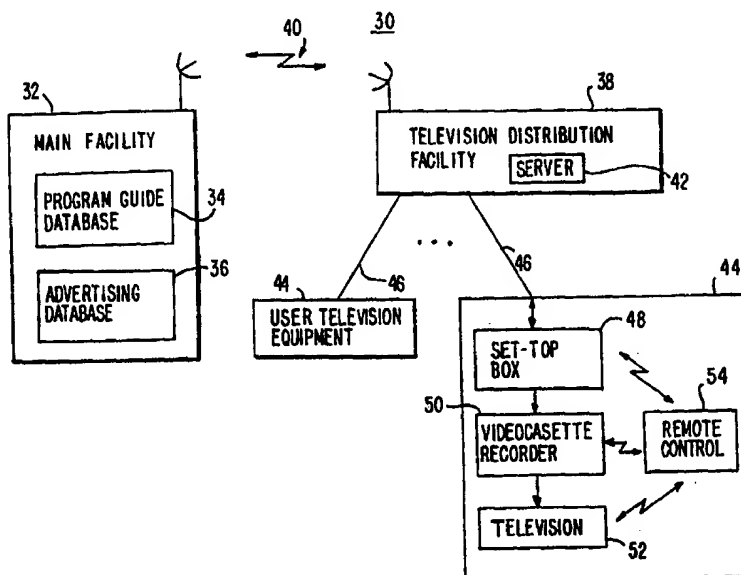 40
30
32
38
MAIN FACILITY
TELEVISION DISTRIBUTION
FACILITY
SERVER
42
PROGRAM GUIDE
DATABASE
34
36
ADVERTISING
DATABASE
...
46
46
44
44
USER TELEVISION
EQUIPMENT
48
SET-TOP
BOX
54
50
VIDEOCASETTE
RECORDER
REMOTE
CONTROL
TELEVISION
52